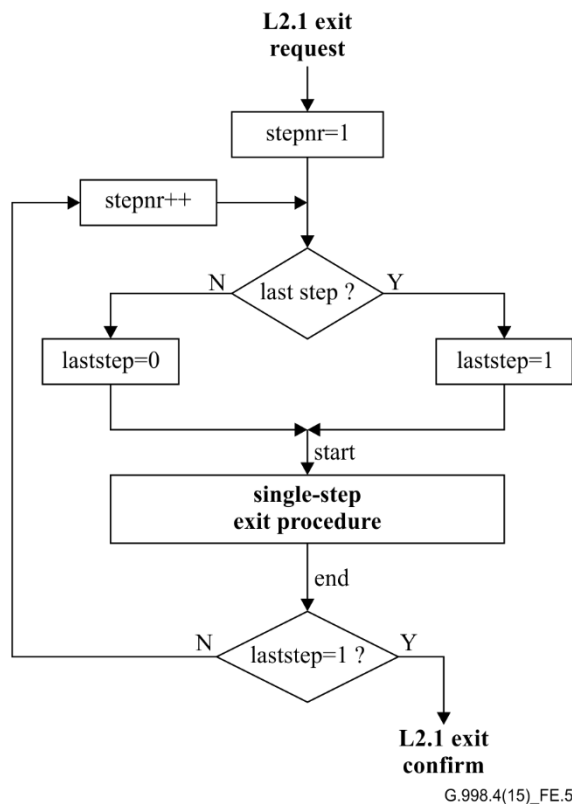 L2.1 exit
request
stepnr=1
stepnr++
N
last step ?
Y
laststep=0
laststep=1
start
single-step
exit procedure
end
N
laststep=1 ?
Y
L2.1 exit
confirm
G.998.4(15)_FE.5